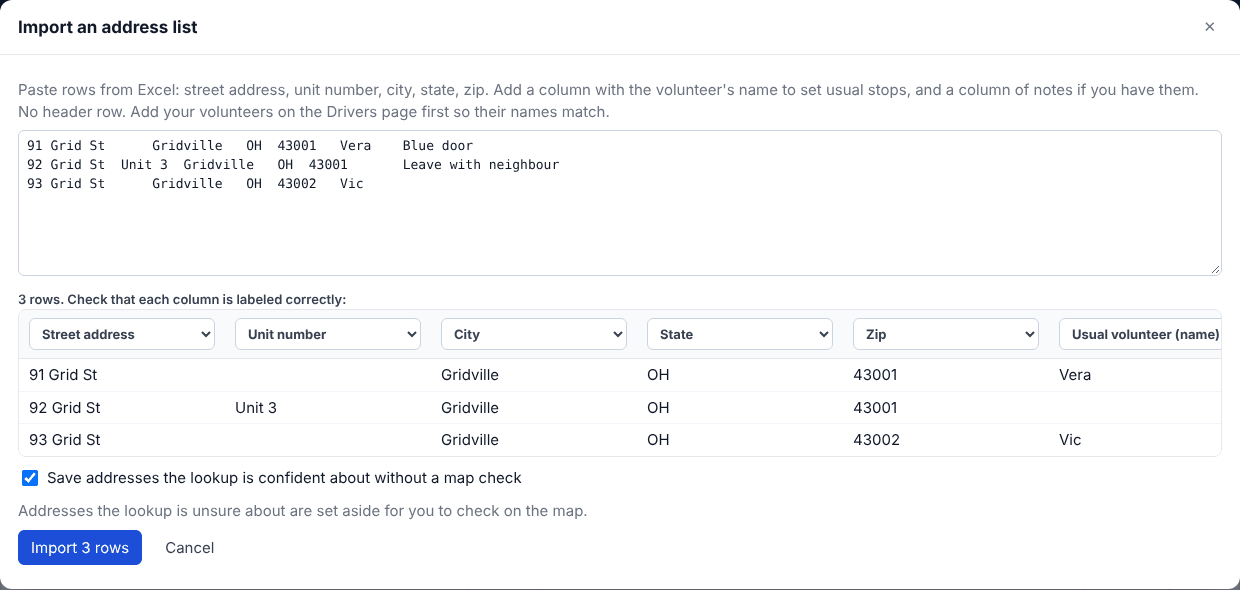 Import an address list ×
Paste rows from Excel: street address, unit number, city, state, zip. Add a column with the volunteer's name to set usual stops, and a column of notes if you have them.
No header row. Add your volunteers on the Drivers page first so their names match.
91 Grid St Gridville OH 43001 Vera Blue door
92 Grid St Unit 3 Gridville OH 43001 Leave with neighbour
93 Grid St Gridville OH 43002 Vic
3 rows. Check that each column is labeled correctly:
Street address Unit number City State Zip Usual volunteer (name)
91 Grid St Gridville OH 43001 Vera
92 Grid St Unit 3 Gridville OH 43001
93 Grid St Gridville OH 43002 Vic
Save addresses the lookup is confident about without a map check
Addresses the lookup is unsure about are set aside for you to check on the map.
Import 3 rows Cancel